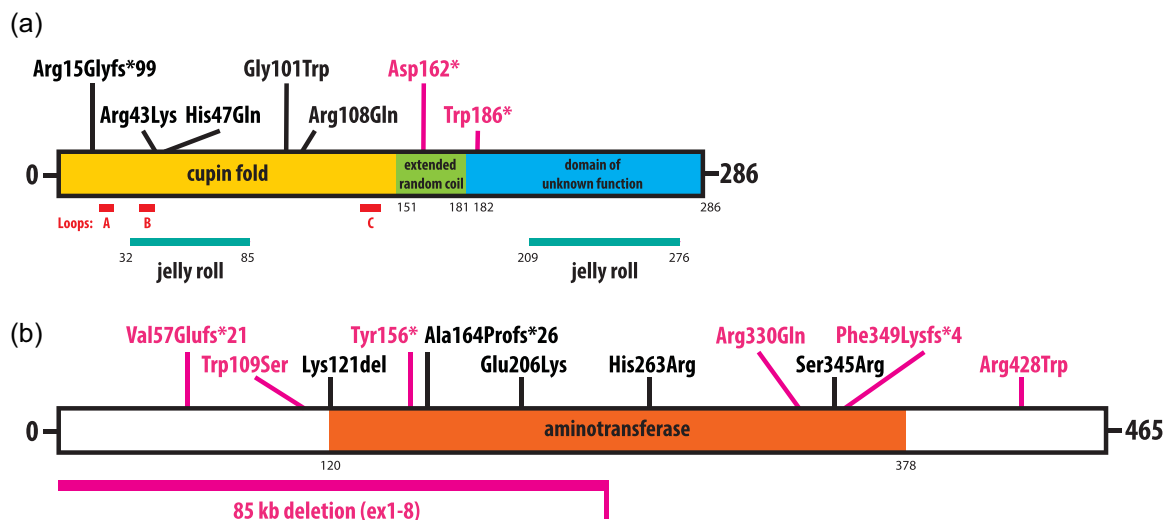 (a)
Arg15Glyfs*99
Gly101Trp
Asp162*
Arg43Lys
His47Gln
Arg108Gln
Trp186*
0
cupin fold
extended
random coil
domain of
unknown function
286
Loops:
A
B
C
151
181
182
286
32
85
jelly roll
209
276
jelly roll
(b)
Val57Glufs*21
Tyr156*
Ala164Profs*26
Arg330Gln
Phe349Lysfs*4
Trp109Ser
Lys121del
Glu206Lys
His263Arg
Ser345Arg
Arg428Trp
0
aminotransferase
465
120
378
85 kb deletion (ex1-8)